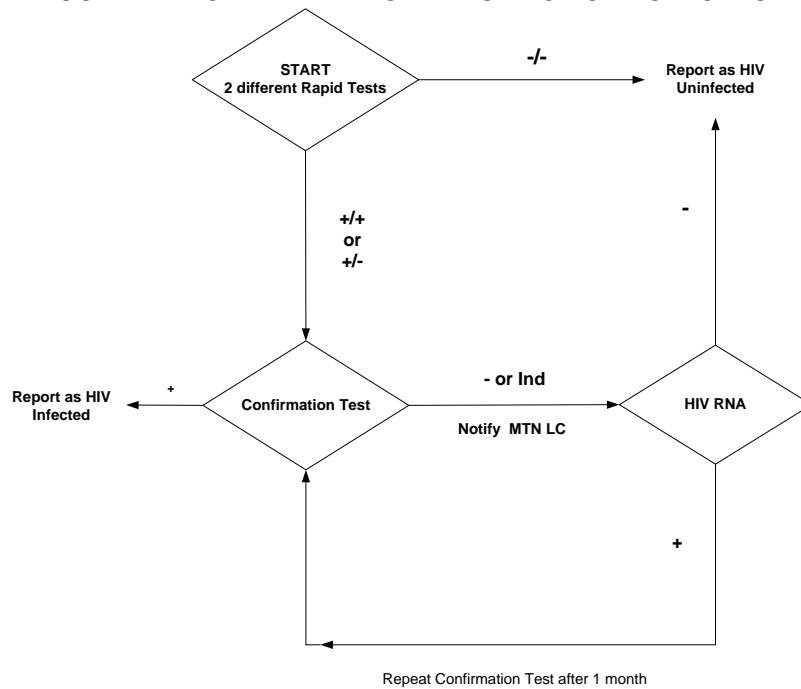 START
2 different Rapid Tests
-/-
Report as HIV
Uninfected
+/+
or
+/-
-
Report as HIV
Infected
+
Confirmation Test
- or Ind
Notify MTN LC
HIV RNA
+
Repeat Confirmation Test after 1 month